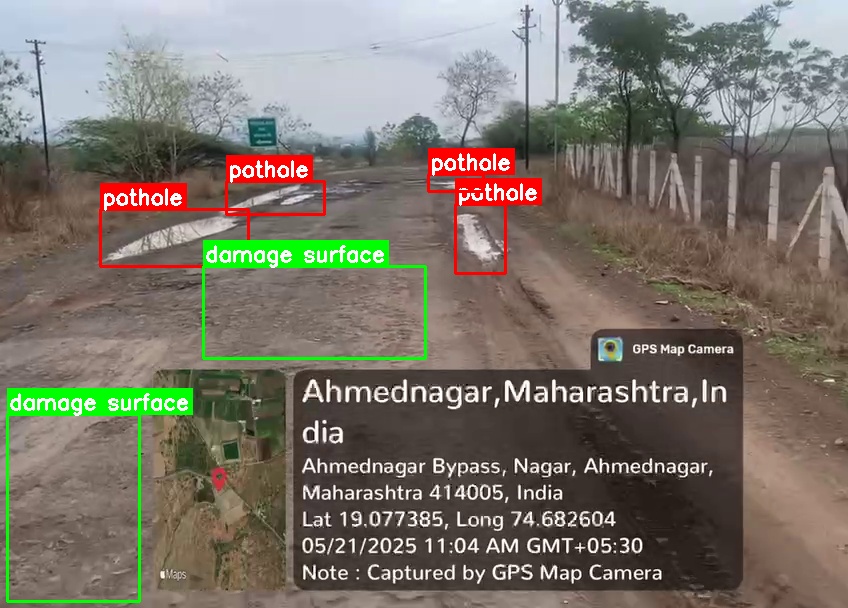 pothole
pothole
pothole
pothole
damage surface
damage surface
GPS Map Camera
Ahmednagar,Maharashtra,In
dia
Ahmednagar Bypass, Nagar, Ahmednagar,
Maharashtra 414005, India
Lat 19.077385, Long 74.682604
05/21/2025 11:04 AM GMT+05:30
Note : Captured by GPS Map Camera
Maps